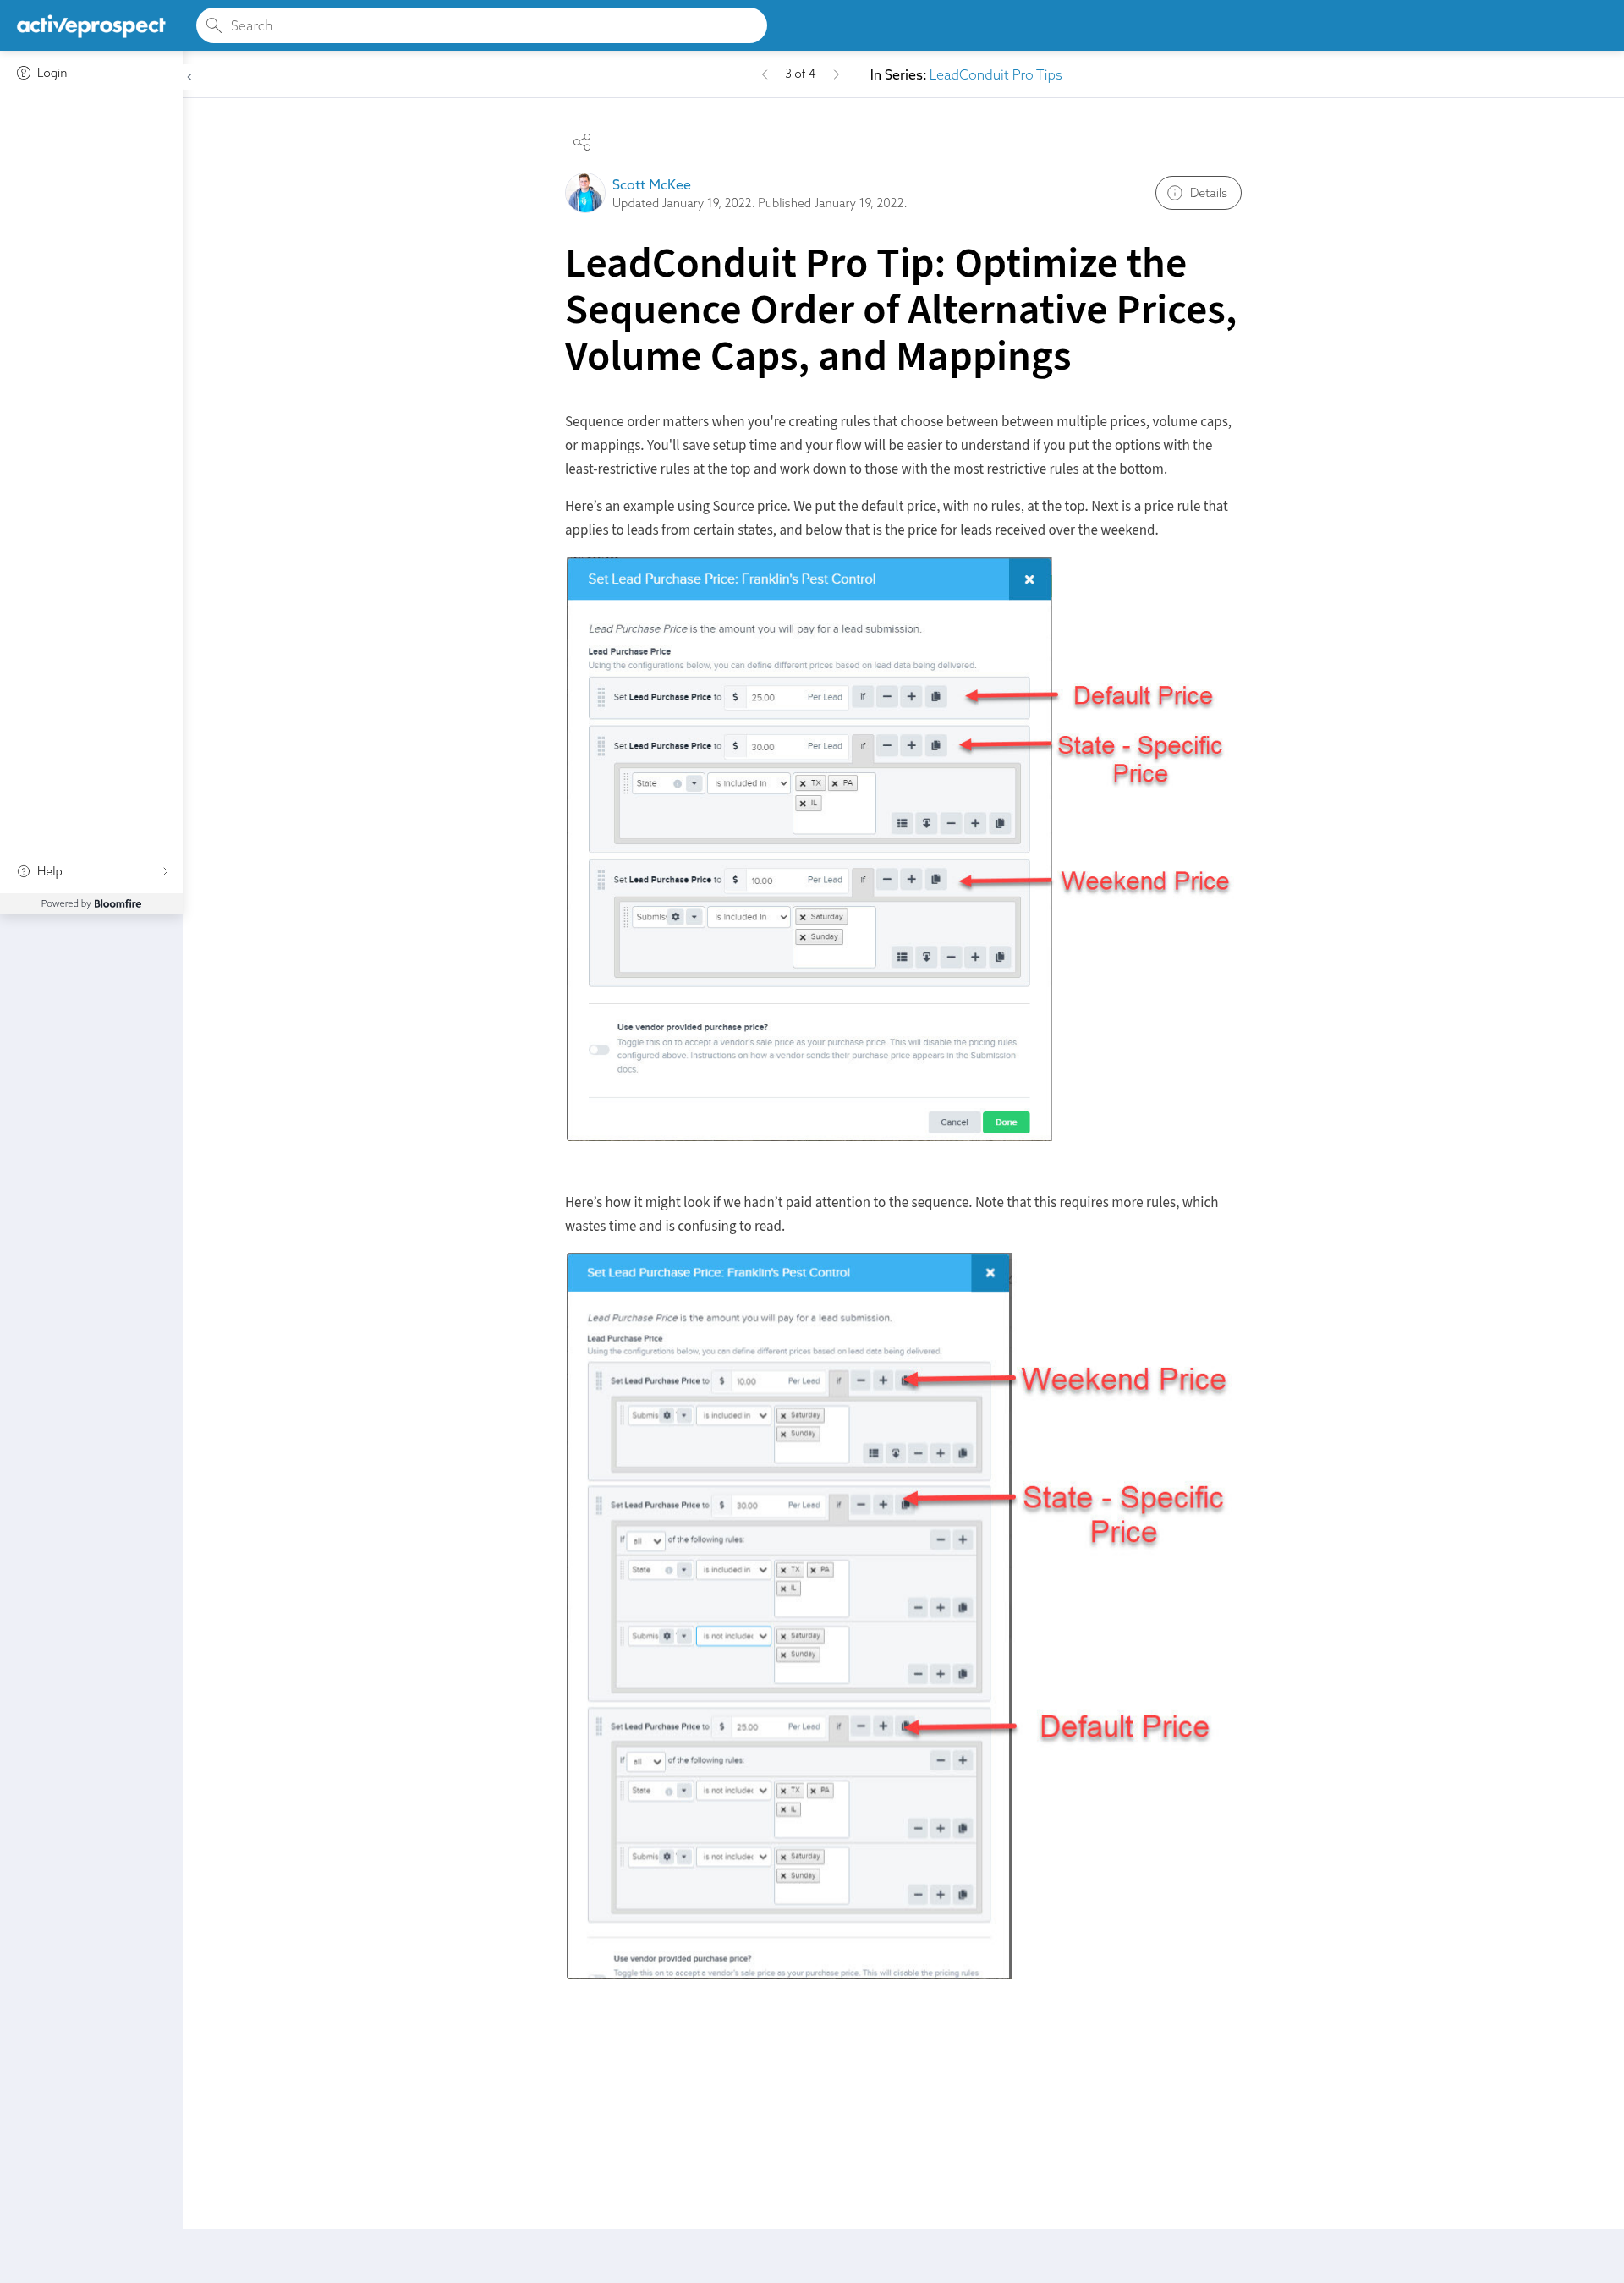 activeprospect
Search
Login
3 of 4
In Series: LeadConduit Pro Tips
Scott McKee
Updated January 19, 2022. Published January 19, 2022.
Details
LeadConduit Pro Tip: Optimize the
Sequence Order of Alternative Prices,
Volume Caps, and Mappings
Sequence order matters when you're creating rules that choose between between multiple prices, volume caps,
or mappings. You'll save setup time and your flow will be easier to understand if you put the options with the
least-restrictive rules at the top and work down to those with the most restrictive rules at the bottom.
Here’s an example using Source price. We put the default price, with no rules, at the top. Next is a price rule that
applies to leads from certain states, and below that is the price for leads received over the weekend.
Set Lead Purchase Price: Franklin's Pest Control
Lead Purchase Price is the amount you will pay for a lead submission.
Lead Purchase Price
Using the configurations below, you can define different prices based on lead data being delivered.
Set Lead Purchase Price to $ 25.00 Per Lead if
Default Price
Set Lead Purchase Price to $ 30.00 Per Lead if
State - Specific
Price
State is included in TX PA
IL
Set Lead Purchase Price to $ 10.00 Per Lead if
Weekend Price
Submiss is included in Saturday
Sunday
Use vendor provided purchase price?
Toggle this on to accept a vendor's sale price as your purchase price. This will disable the pricing rules
configured above. Instructions on how a vendor sends their purchase price appears in the Submission
docs.
Cancel Done
Help
Powered by Bloomfire
Here’s how it might look if we hadn’t paid attention to the sequence. Note that this requires more rules, which
wastes time and is confusing to read.
Set Lead Purchase Price: Franklin's Pest Control
Lead Purchase Price is the amount you will pay for a lead submission.
Lead Purchase Price
Using the configurations below, you can define different prices based on lead data being delivered.
Set Lead Purchase Price to $ 10.00 Per Lead if
Weekend Price
Submis is included in Saturday
Sunday
Set Lead Purchase Price to $ 30.00 Per Lead if
State - Specific
Price
If all of the following rules:
State is included in TX PA
IL
Submis is not included Saturday
Sunday
Set Lead Purchase Price to $ 25.00 Per Lead if
Default Price
If all of the following rules:
State is not included TX PA
IL
Submis is not included Saturday
Sunday
Use vendor provided purchase price?
Toggle this on to accept a vendor's sale price as your purchase price. This will disable the pricing rules